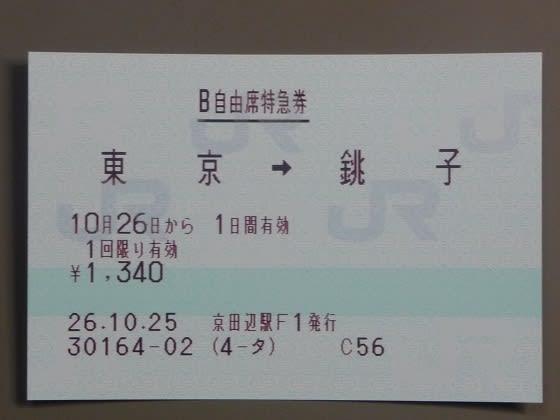 B自由席特急券
東京 → 銚子
10月26日から 1日間有効
1回限り有効
￥1,340
26.10.25 京田辺駅F1発行
30164-02 (4-タ) C56